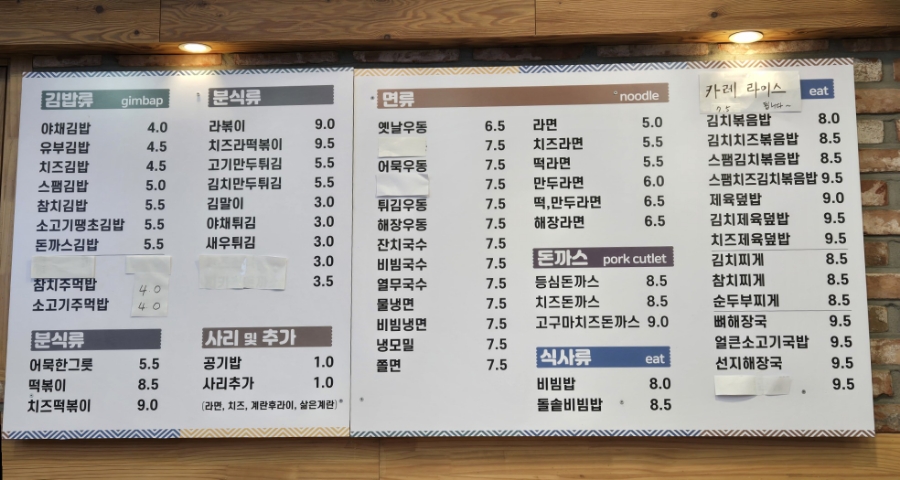 김밥류 gimbap
야채김밥 4.0
유부김밥 4.5
치즈김밥 4.5
스팸김밥 5.0
참치김밥 5.5
소고기땡초김밥 5.5
돈까스김밥 5.5
참치주먹밥 4.0
소고기주먹밥 4.0
분식류
어묵한그릇 5.5
떡볶이 8.5
치즈떡볶이 9.0
분식류
라볶이 9.0
치즈라떡볶이 9.5
고기만두튀김 5.5
김치만두튀김 5.5
김말이 3.0
야채튀김 3.0
새우튀김 3.0
3.0
3.5
사리 및 추가
공기밥 1.0
사리추가 1.0
(라면, 치즈, 계란후라이, 삶은계란)
면류 noodle
옛날우동 6.5
7.5
어묵우동 7.5
7.5
튀김우동 7.5
해장우동 7.5
잔치국수 7.5
비빔국수 7.5
열무국수 7.5
물냉면 7.5
비빔냉면 7.5
냉모밀 7.5
쫄면 7.5
라면 5.0
치즈라면 5.5
떡라면 5.5
만두라면 6.0
떡,만두라면 6.5
해장라면 6.5
돈까스 pork cutlet
등심돈까스 8.5
치즈돈까스 8.5
고구마치즈돈까스 9.0
식사류 eat
비빔밥 8.0
돌솥비빔밥 8.5
카레 라이스 eat
7.5
김치볶음밥 8.0
김치치즈볶음밥 8.5
스팸김치볶음밥 8.5
스팸치즈김치볶음밥 9.5
제육덮밥 9.0
김치제육덮밥 9.5
치즈제육덮밥 9.5
김치찌개 8.5
참치찌게 8.5
순두부찌게 8.5
뼈해장국 9.5
얼큰소고기국밥 9.5
선지해장국 9.5
9.5